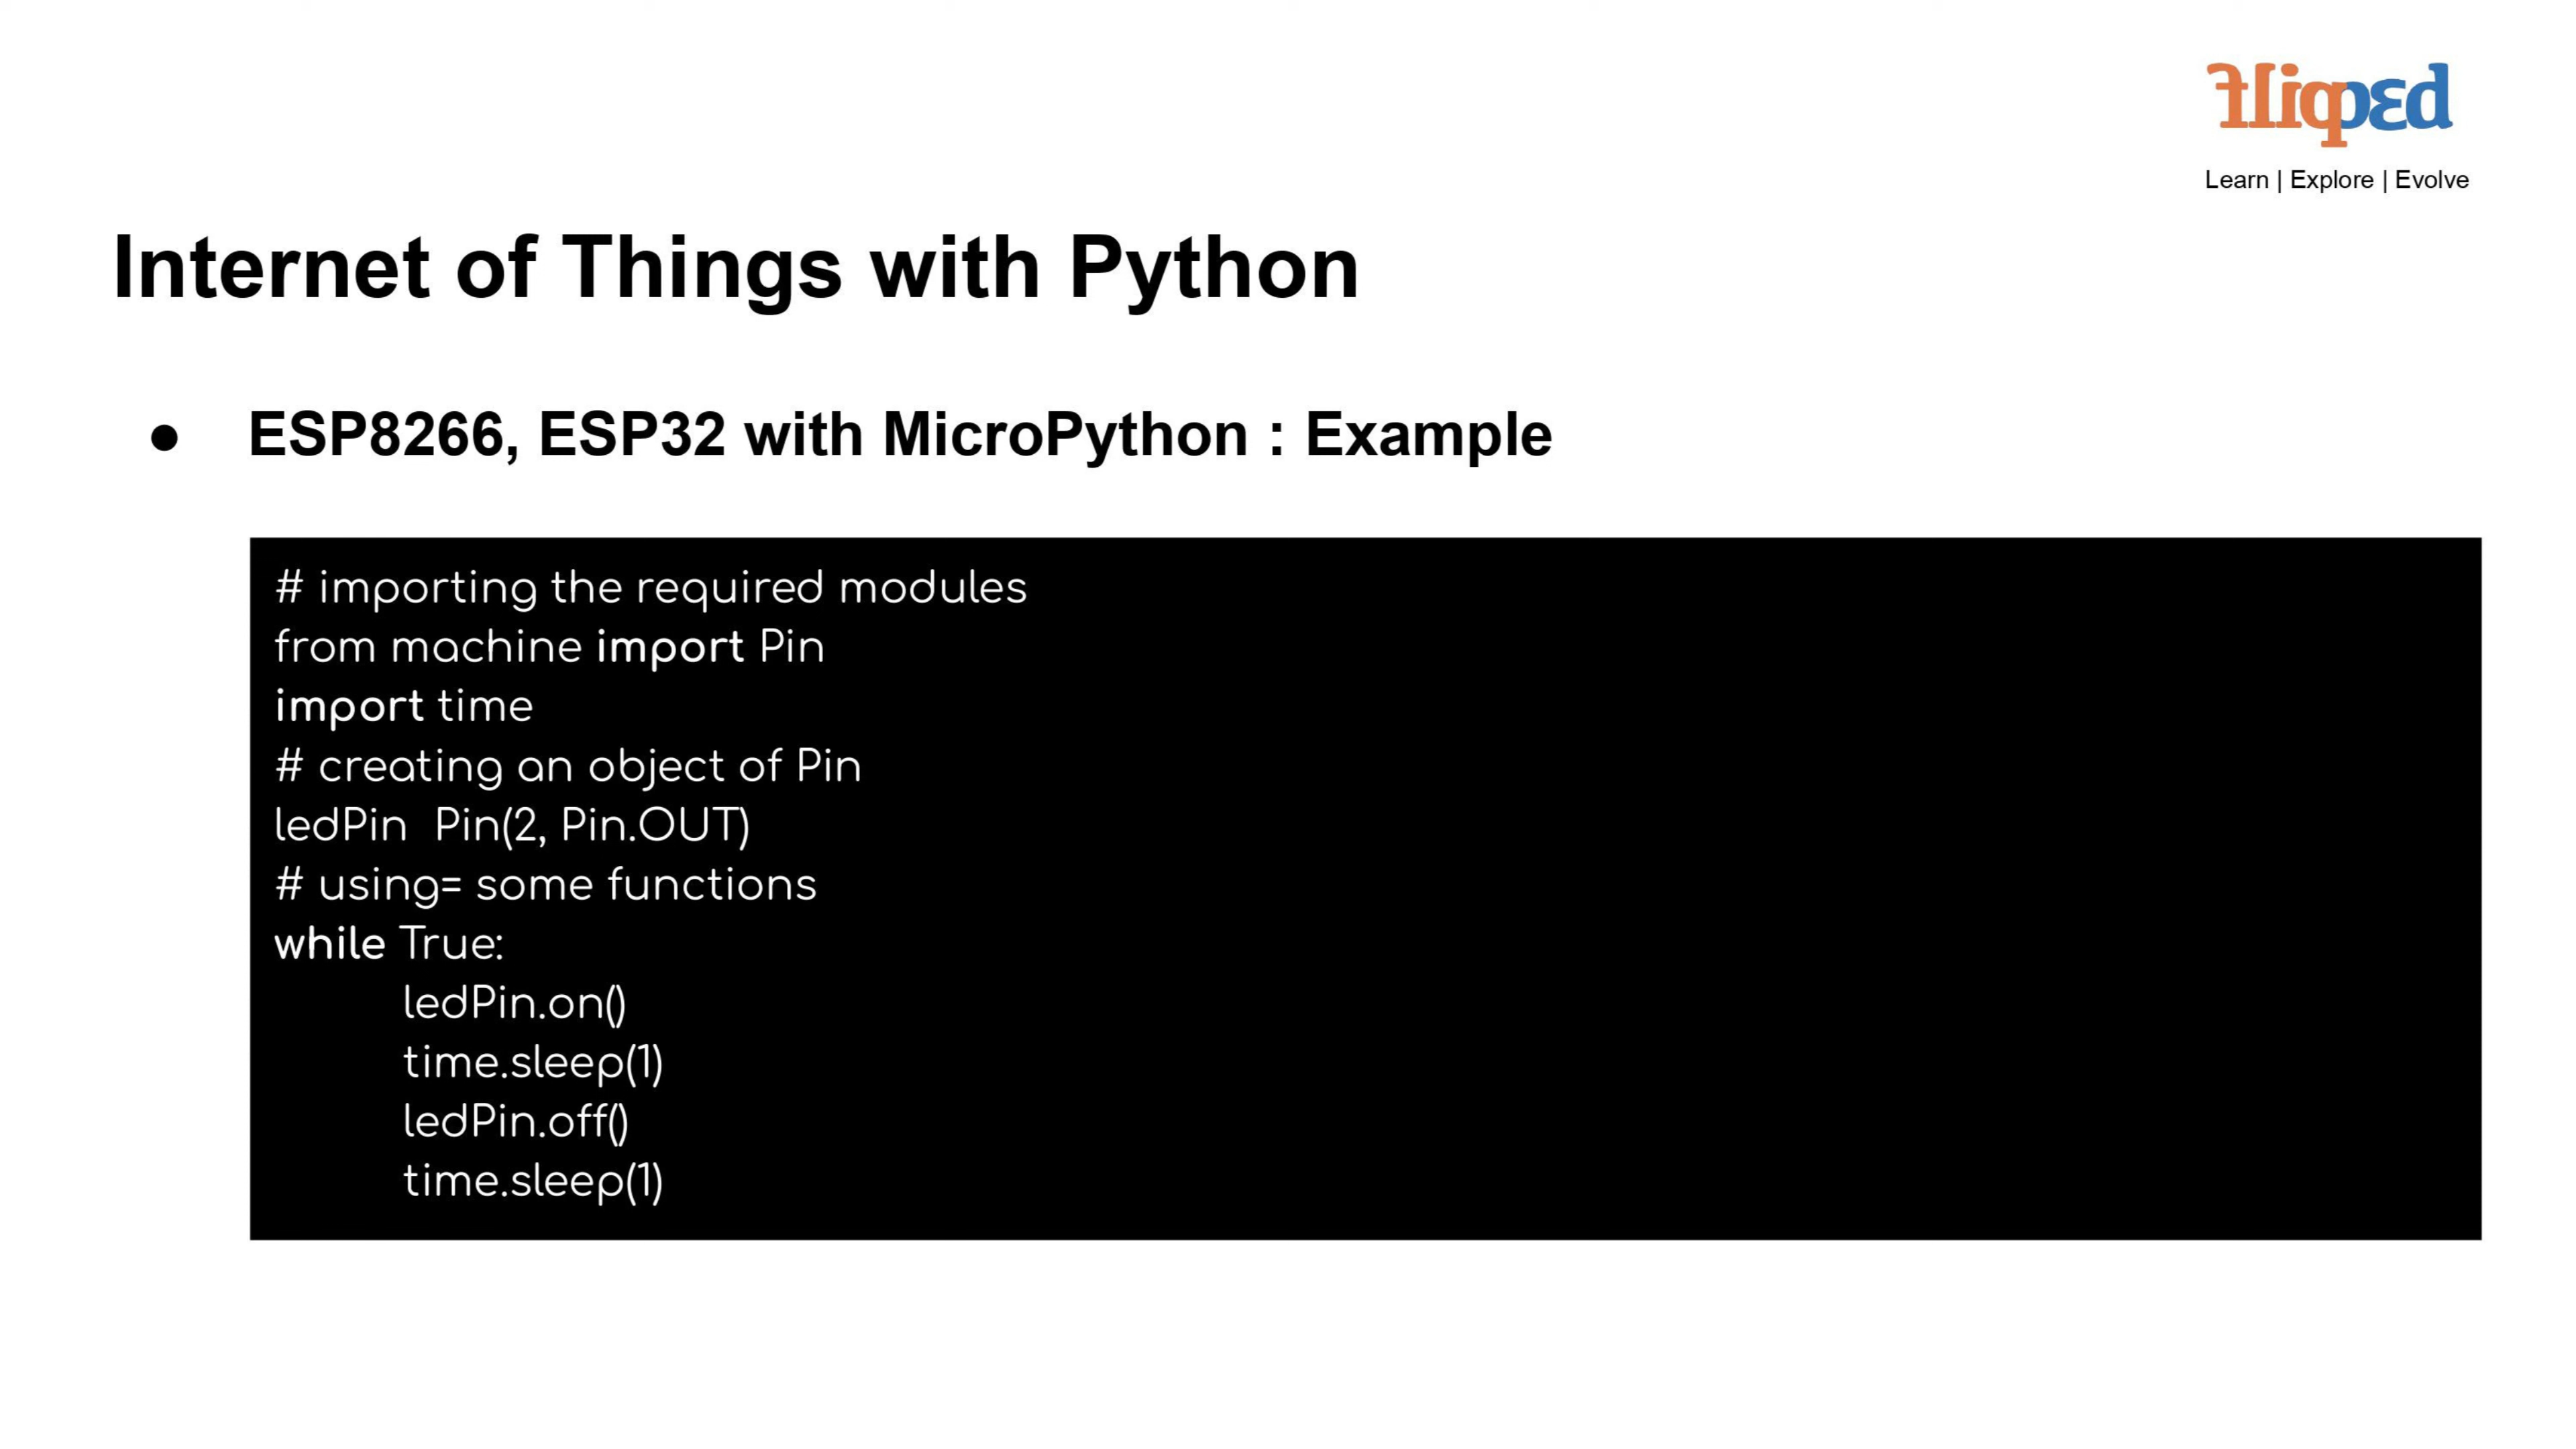 fliqped
Learn | Explore | Evolve
Internet of Things with Python
● ESP8266, ESP32 with MicroPython : Example
# importing the required modules
from machine import Pin
import time
# creating an object of Pin
ledPin  Pin(2, Pin.OUT)
# using= some functions
while True:
ledPin.on()
time.sleep(1)
ledPin.off()
time.sleep(1)